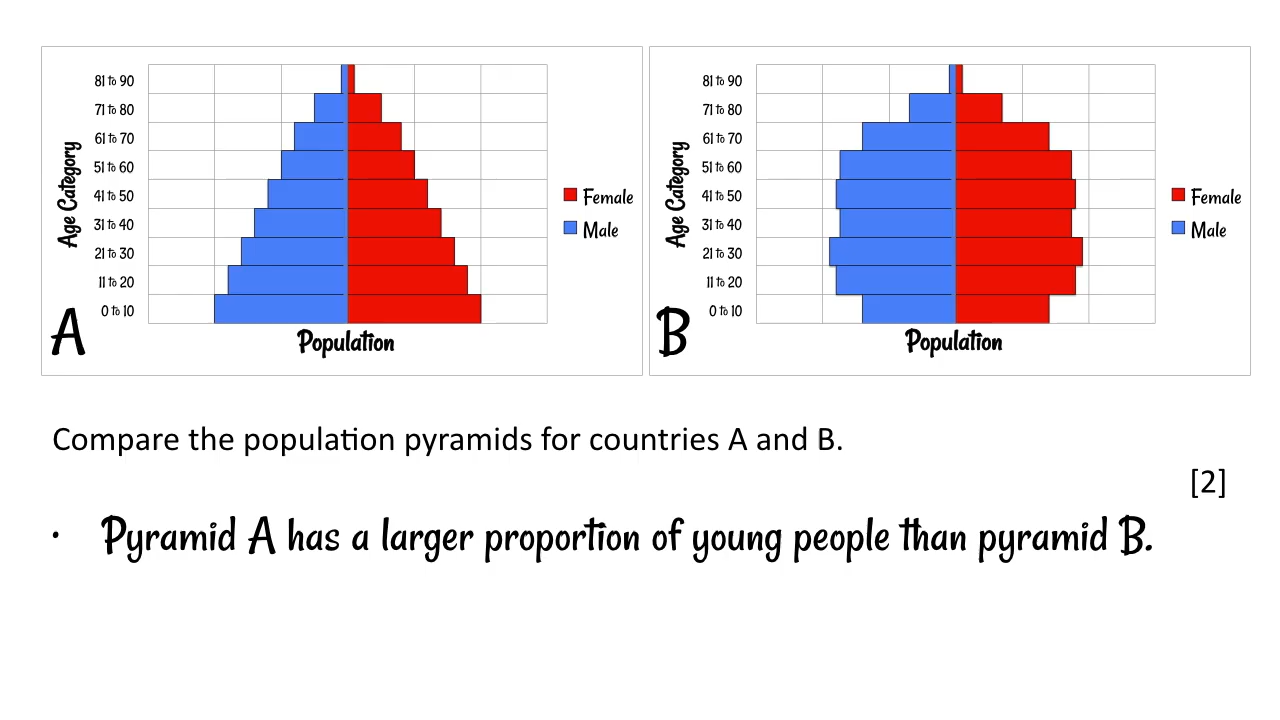 81 to 90
71 to 80
61 to 70
51 to 60
41 to 50
31 to 40
21 to 30
11 to 20
0 to 10
Age Category
Population
Female
Male
A
81 to 90
71 to 80
61 to 70
51 to 60
41 to 50
31 to 40
21 to 30
11 to 20
0 to 10
Age Category
Population
Female
Male
B
Compare the population pyramids for countries A and B.
[2]
• Pyramid A has a larger proportion of young people than pyramid B.